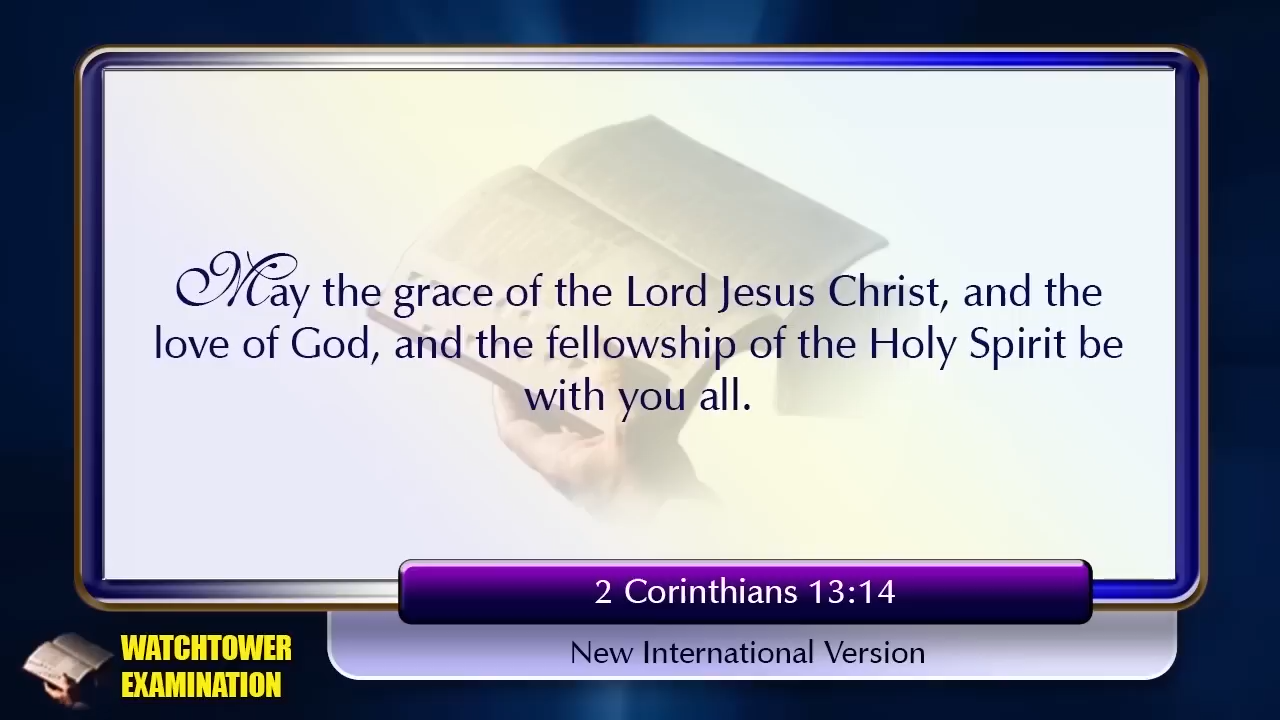 May the grace of the Lord Jesus Christ, and the
love of God, and the fellowship of the Holy Spirit be
with you all.
2 Corinthians 13:14
New International Version
WATCHTOWER
EXAMINATION